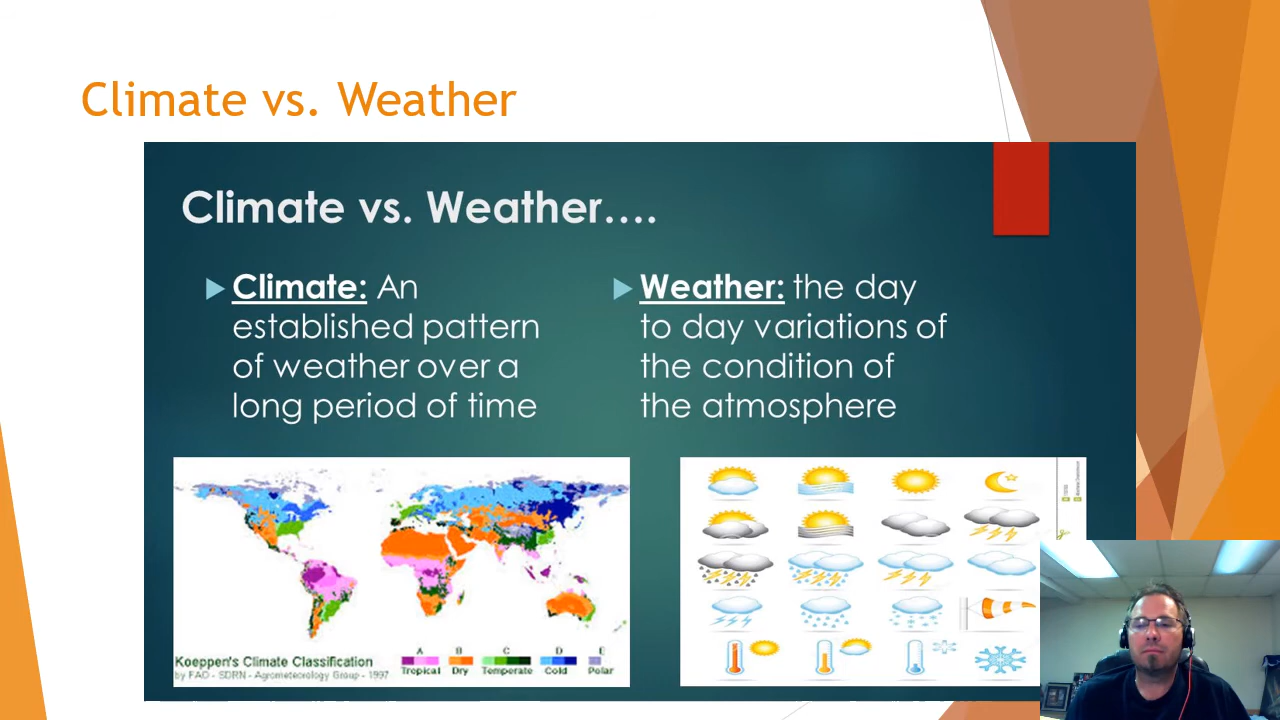 Climate vs. Weather
Climate vs. Weather....
Climate: An
established pattern
of weather over a
long period of time
Weather: the day
to day variations of
the condition of
the atmosphere
Koeppen's Climate Classification
by FAO - SDRN - Agrometeorology Group - 1997
A B C D E
Tropical Dry Temperate Cold Polar